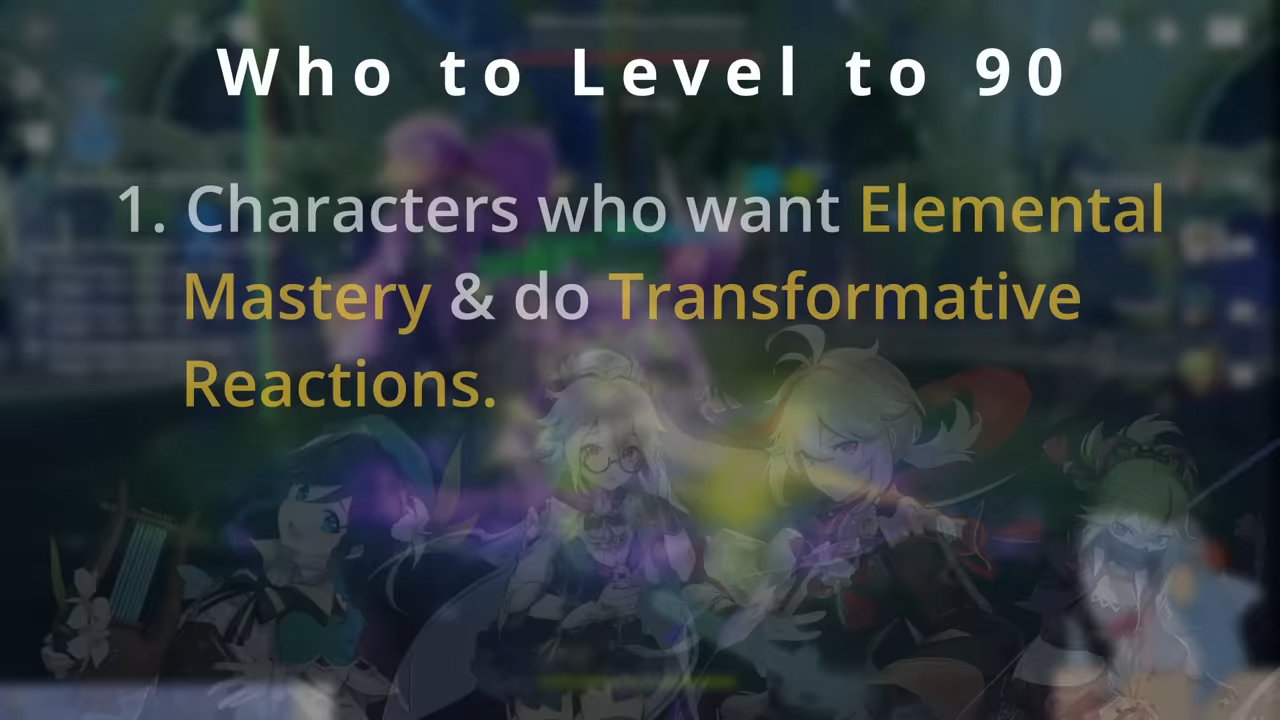 Who to Level to 90
1. Characters who want Elemental
Mastery & do Transformative
Reactions.